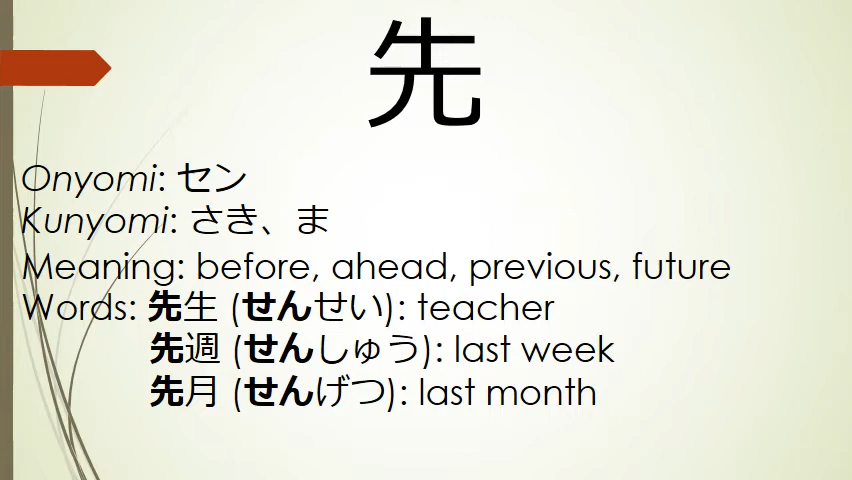 先
Onyomi: セン
Kunyomi: さき、ま
Meaning: before, ahead, previous, future
Words: 先生 (せんせい): teacher
先週 (せんしゅう): last week
先月 (せんげつ): last month